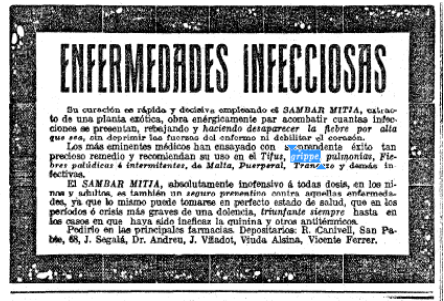 ENFERMEDADES INFECCIOSAS
Su curación es rápida y decisiva empleando el SAMBAR MITJA, extrac-
to de una planta exótica, obra enérgicamente par acombatir cuantas infec-
ciones se presentan, rebajando y haciendo desaparecer la fiebre por alta
que sea, sin deprimir las fuerzas del enfermo ni debilitar el corazón.
Los más eminentes médicos han ensayado con sorprendente éxito tan
precioso remedio y recomiendan su uso en el Tifus, grippe, pulmonías, Fie-
bres palúdicas é intermitentes, de Malta, Puerperal, Trancazo y demás in-
fectivas.
El SAMBAR MITJA, absolutamente inofensivo á todas dosis, en los ni-
ños y adultos, es también un seguro preventivo contra aquellas enfermeda-
des, ya que lo mismo puede tomarse en perfecto estado de salud, que en los
períodos ó crisis más graves de una dolencia, triunfante siempre hasta en
los casos en que haya sido ineficaz la quinina y otros antitérmicos.
Pedirlo en las principales farmacias. Depositarios: R. Canivell, San Pa-
blo, 68, J. Segalá, Dr. Andreu, J. Viladot, Viuda Alsina, Vicente Ferrer.